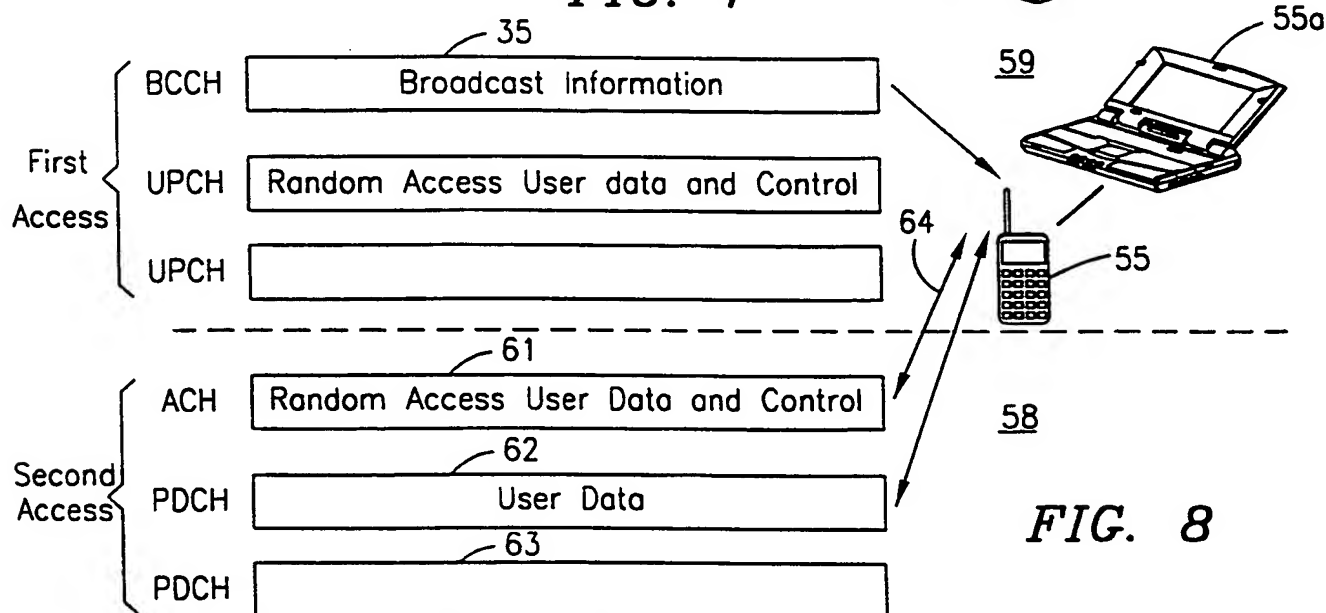 FIG. 7
35
55a
59
BCCH
Broadcast Information
First
Access
UPCH
Random Access User data and Control
64
55
UPCH
61
ACH
Random Access User Data and Control
58
62
Second
Access
PDCH
User Data
FIG. 8
63
PDCH